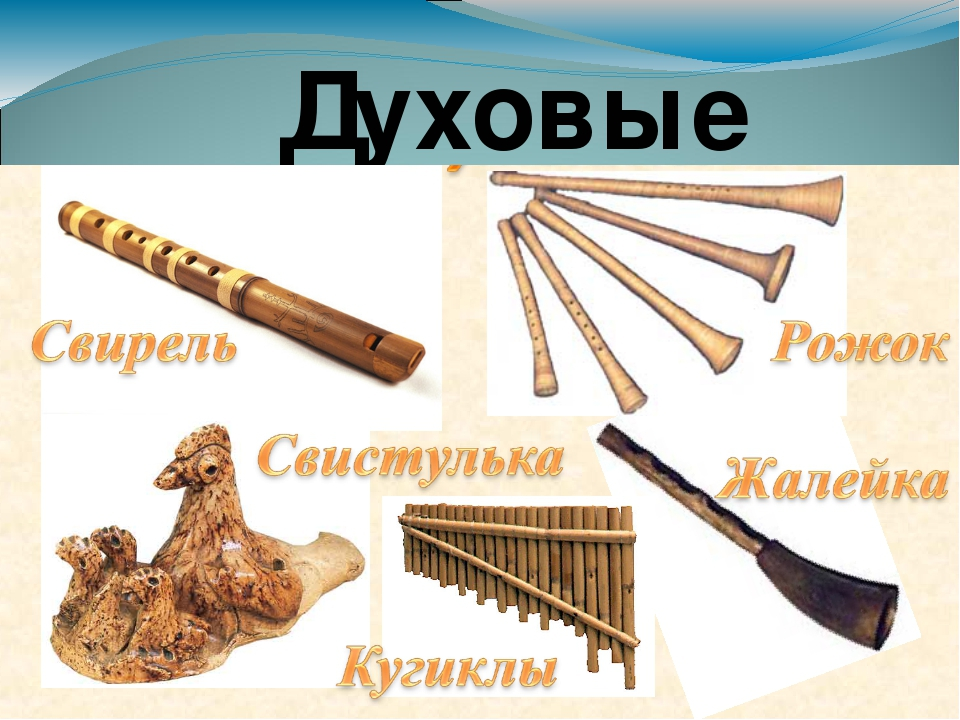 Духовые
Свирель
Рожок
Свистулька
Жалейка
Кугиклы